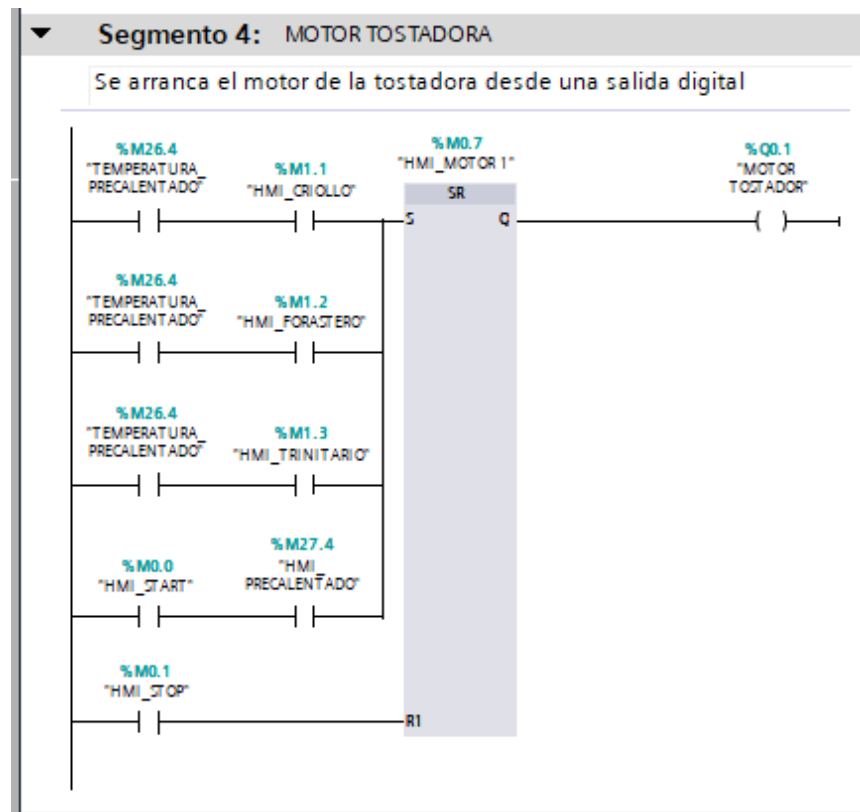 Segmento 4: MOTOR TOSTADORA
Se arranca el motor de la tostadora desde una salida digital
%M26.4
"TEMPERATURA_
PRECALENTADO"
%M1.1
"HMI_CRIOLLO"
%M0.7
"HMI_MOTOR 1"
SR
S
Q
%Q0.1
"MOTOR
TOSTADOR"
%M26.4
"TEMPERATURA_
PRECALENTADO"
%M1.2
"HMI_FORASTERO"
%M26.4
"TEMPERATURA_
PRECALENTADO"
%M1.3
"HMI_TRINITARIO"
%M0.0
"HMI_START"
%M27.4
"HMI_
PRECALENTADO"
%M0.1
"HMI_STOP"
R1